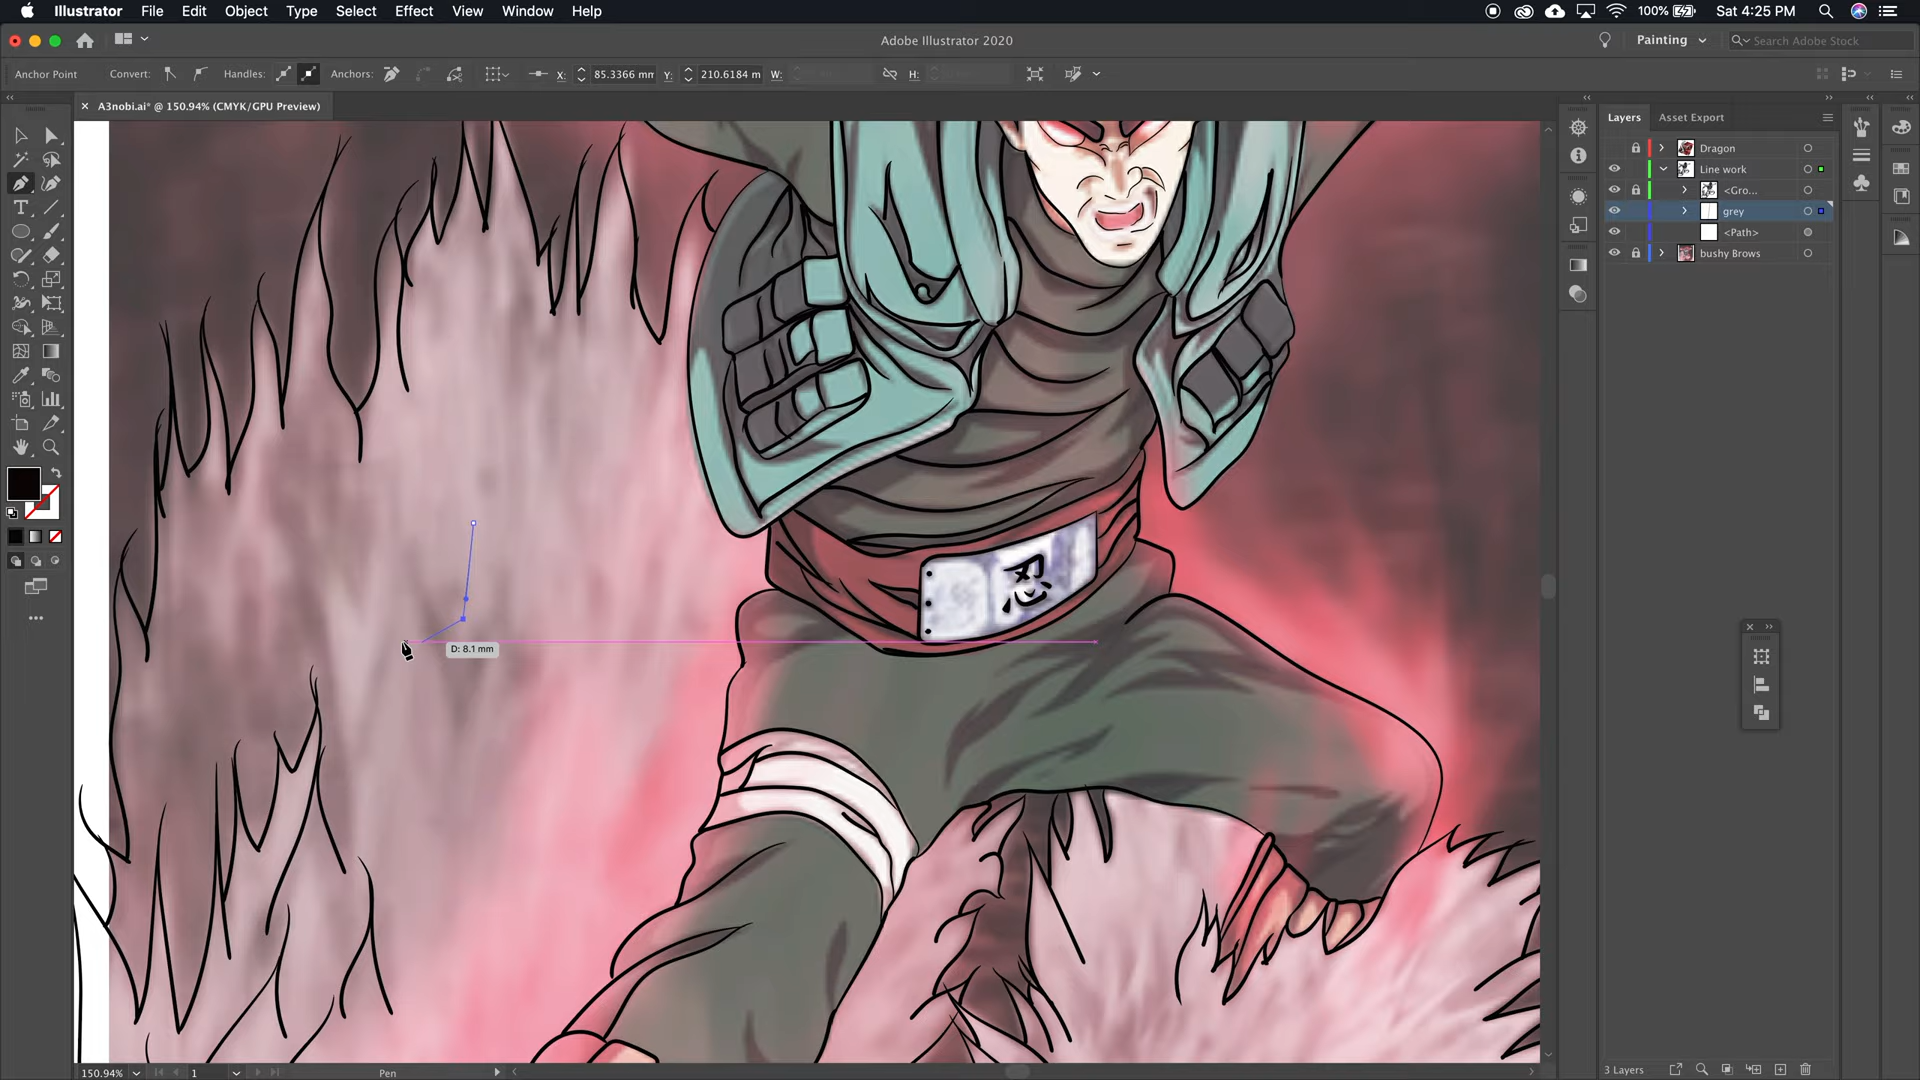 Illustrator File Edit Object Type Select Effect View Window Help 100% Sat 4:25 PM
Adobe Illustrator 2020 Painting Search Adobe Stock
Anchor Point Convert: Handles: Anchors: X: 85.3366 mm Y: 210.6184 m W: H:
A3nobi.ai* @ 150.94% (CMYK/GPU Preview)
Layers Asset Export
Dragon
Line work
<Gro...
grey
<Path>
bushy Brows
忍
D: 8.1 mm
150.94% 1 Pen
3 Layers